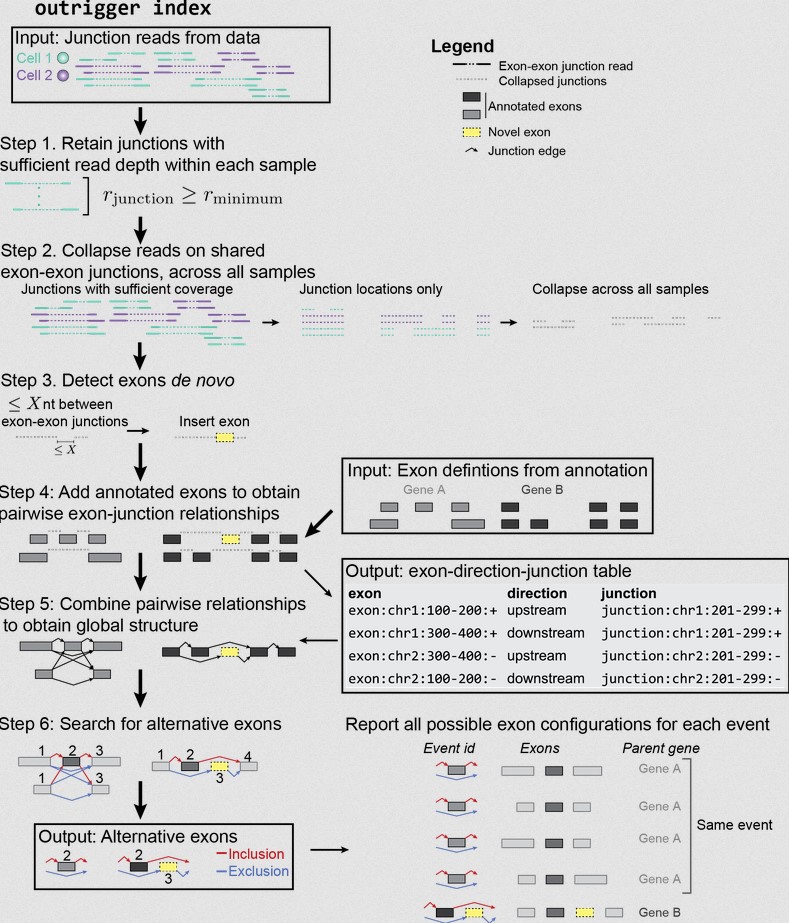 outrigger index
Input: Junction reads from data
Cell 1
Cell 2
Legend
Exon-exon junction read
Collapsed junctions
Annotated exons
Novel exon
Junction edge
Step 1. Retain junctions with
sufficient read depth within each sample
r junction ≥ r minimum
Step 2. Collapse reads on shared
exon-exon junctions, across all samples
Junctions with sufficient coverage
Junction locations only
Collapse across all samples
Step 3. Detect exons de novo
≤ X nt between
exon-exon junctions
Insert exon
≤ X
Input: Exon defintions from annotation
Gene A
Gene B
Step 4: Add annotated exons to obtain
pairwise exon-junction relationships
Output: exon-direction-junction table
exon direction junction
exon:chr1:100-200:+ upstream junction:chr1:201-299:+
exon:chr1:300-400:+ downstream junction:chr1:201-299:+
exon:chr2:300-400:- upstream junction:chr2:201-299:-
exon:chr2:100-200:- downstream junction:chr2:201-299:-
Step 5: Combine pairwise relationships
to obtain global structure
Step 6: Search for alternative exons
1 2 3
1 3
1 2 4
3
Output: Alternative exons
2
2
3
Inclusion
Exclusion
Report all possible exon configurations for each event
Event id Exons Parent gene
Gene A
Gene A
Gene A
Gene A
Same event
Gene B